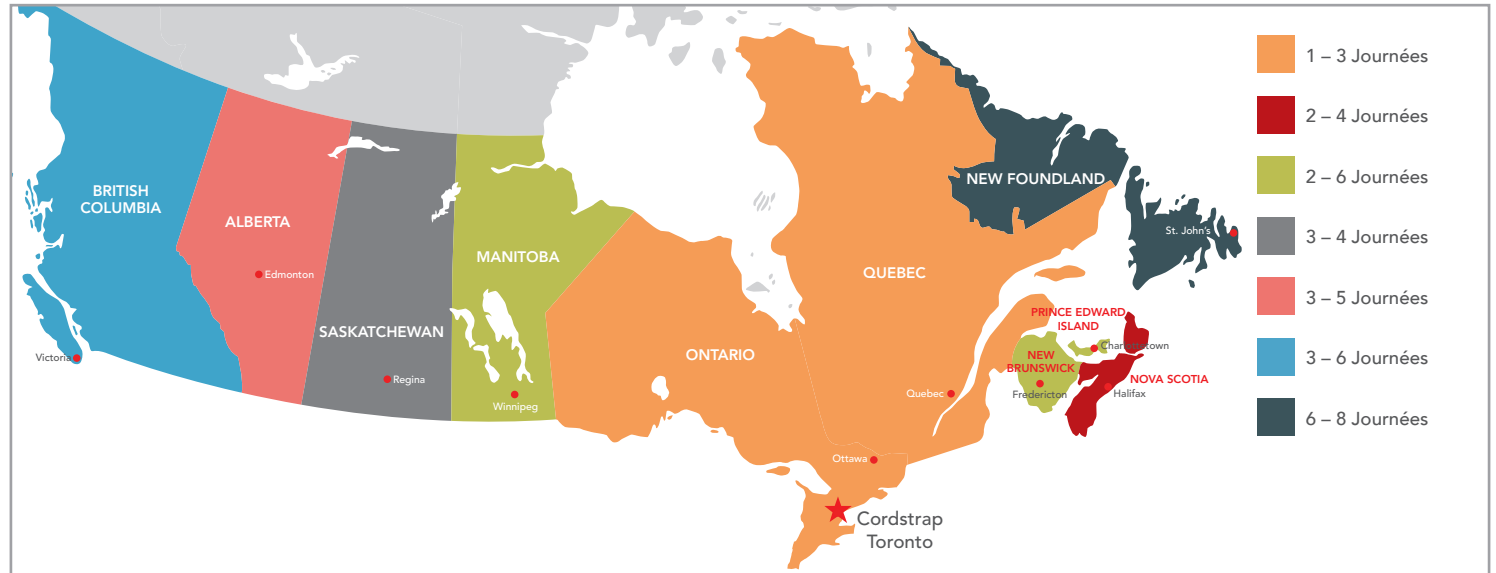 BRITISH
COLUMBIA
ALBERTA
Edmonton
SASKATCHEWAN
Regina
Victoria
MANITOBA
Winnipeg
ONTARIO
Ottawa
QUEBEC
Quebec
NEW FOUNDLAND
St. John's
PRINCE EDWARD
ISLAND
Charlottetown
NEW
BRUNSWICK
Fredericton
NOVA SCOTIA
Halifax
Cordstrap
Toronto
1 – 3 Journées
2 – 4 Journées
2 – 6 Journées
3 – 4 Journées
3 – 5 Journées
3 – 6 Journées
6 – 8 Journées